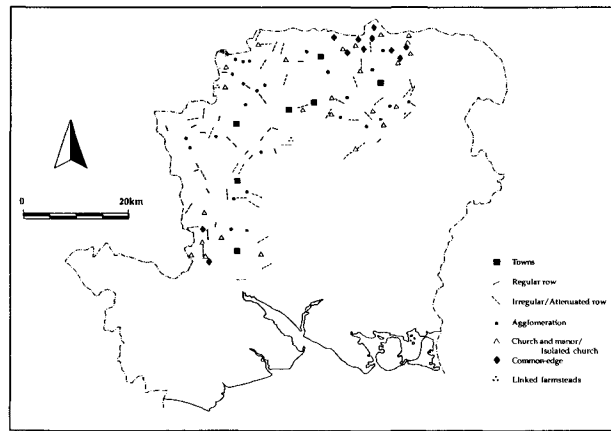 0 20km
Towns
Regular row
Irregular/Attenuated row
Agglomeration
Church and manor/
Isolated church
Common-edge
Linked farmsteads